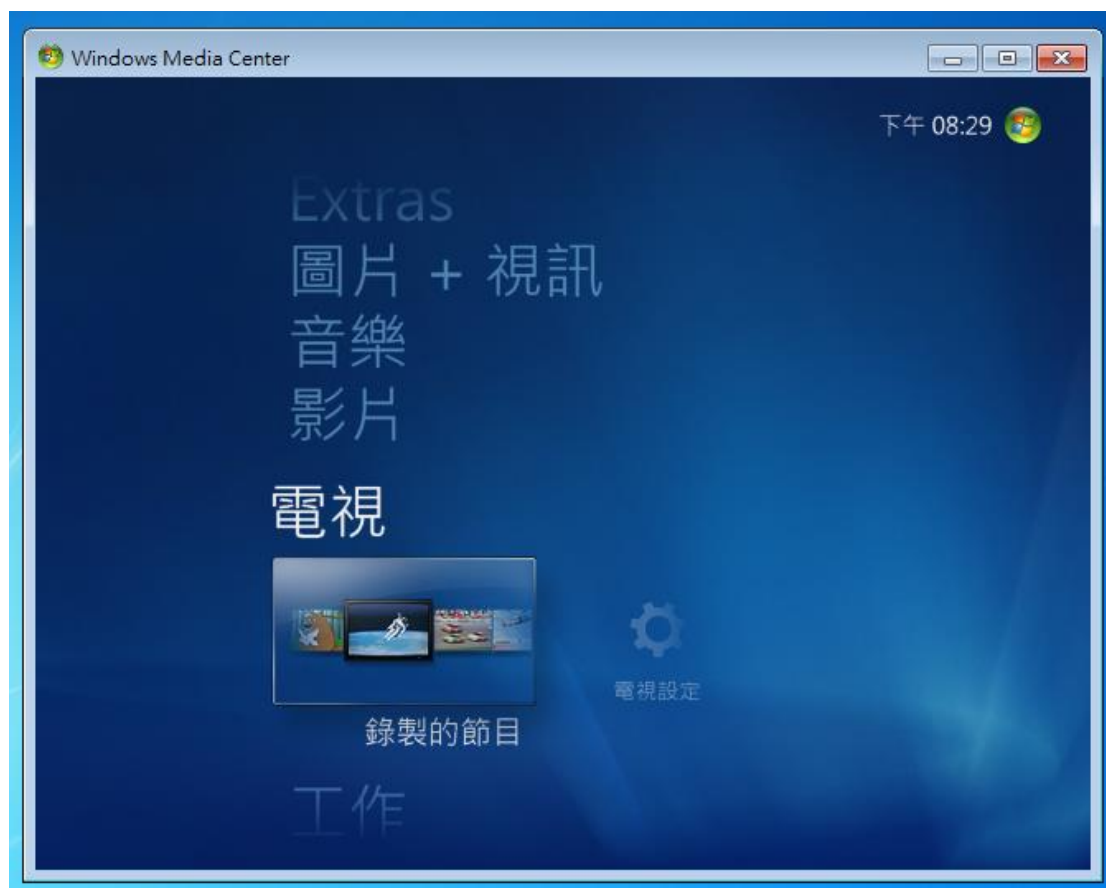 Windows Media Center
下午 08:29
Extras
圖片 + 視訊
音樂
影片
電視
電視設定
錄製的節目
工作